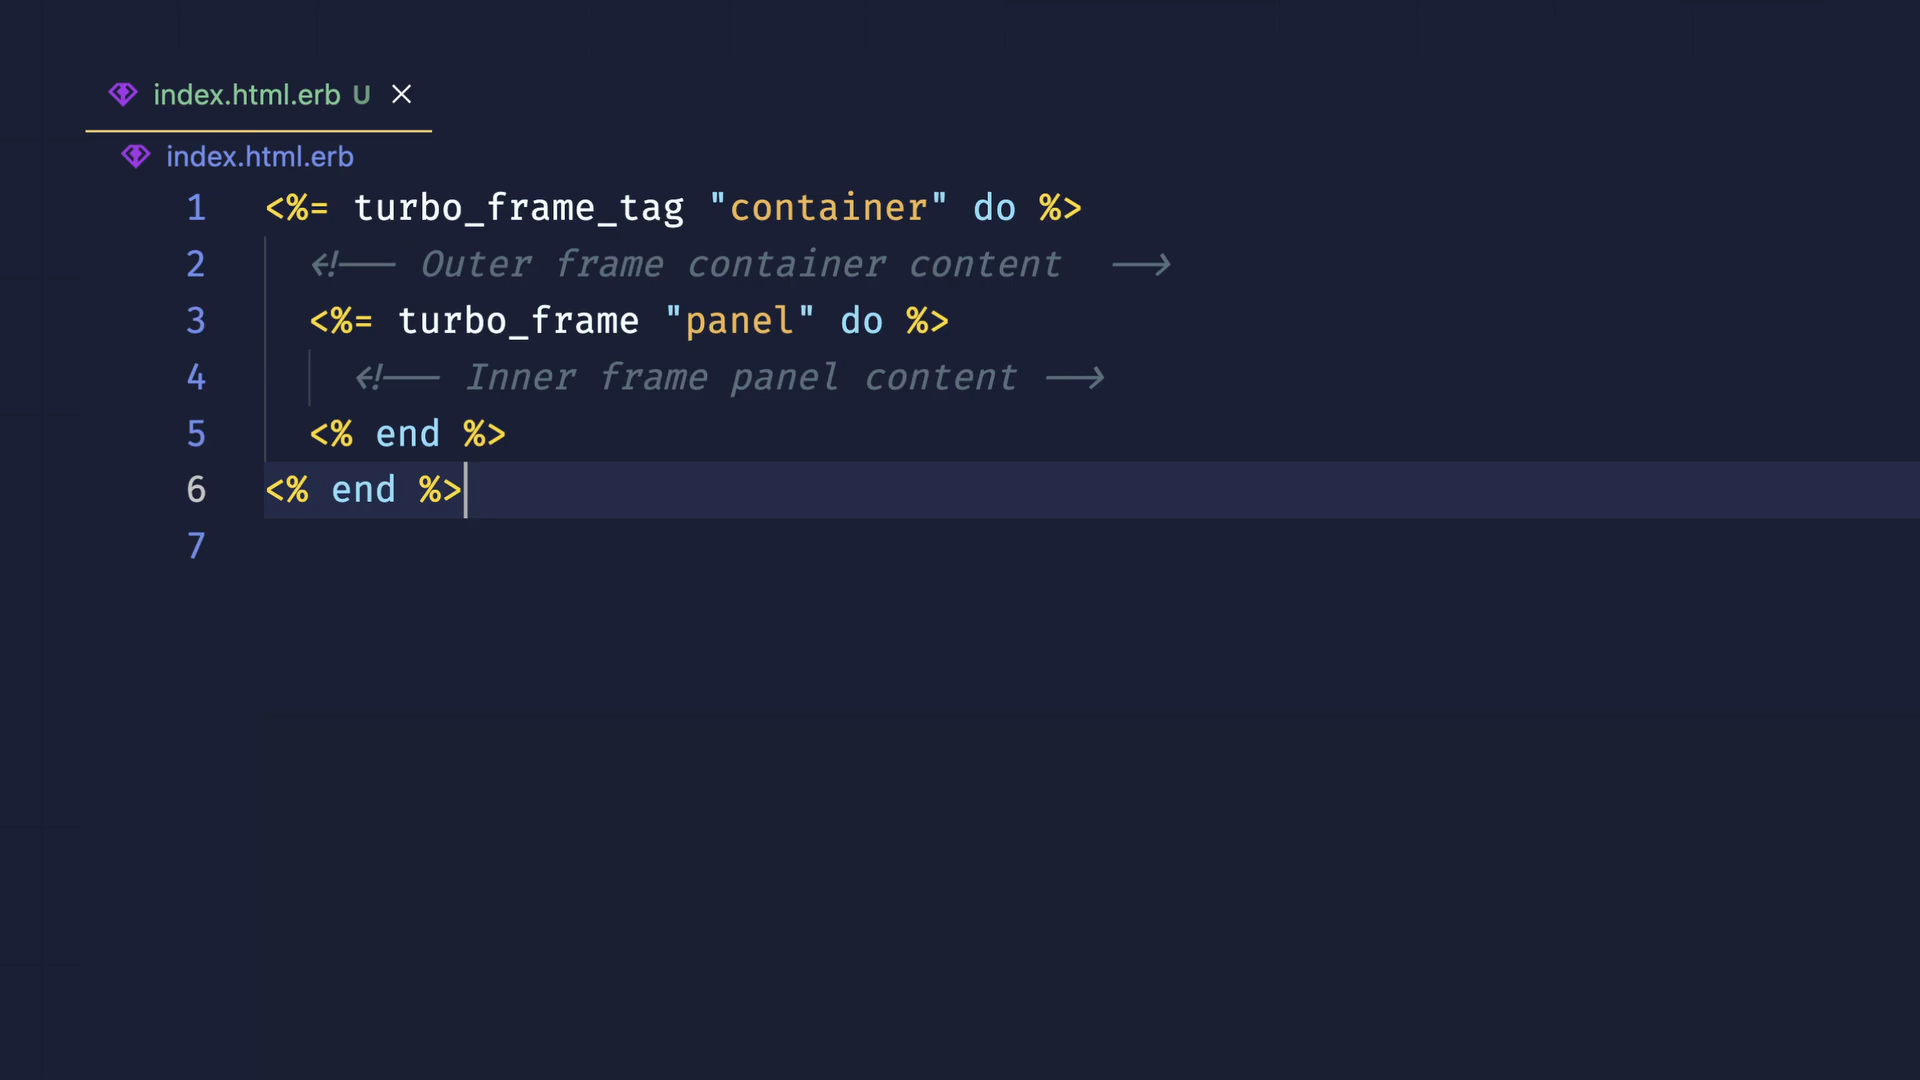 index.html.erb U
index.html.erb
1 <%= turbo_frame_tag "container" do %>
2 <!-- Outer frame container content  -->
3 <%= turbo_frame "panel" do %>
4 <!-- Inner frame panel content -->
5 <% end %>
6 <% end %>
7